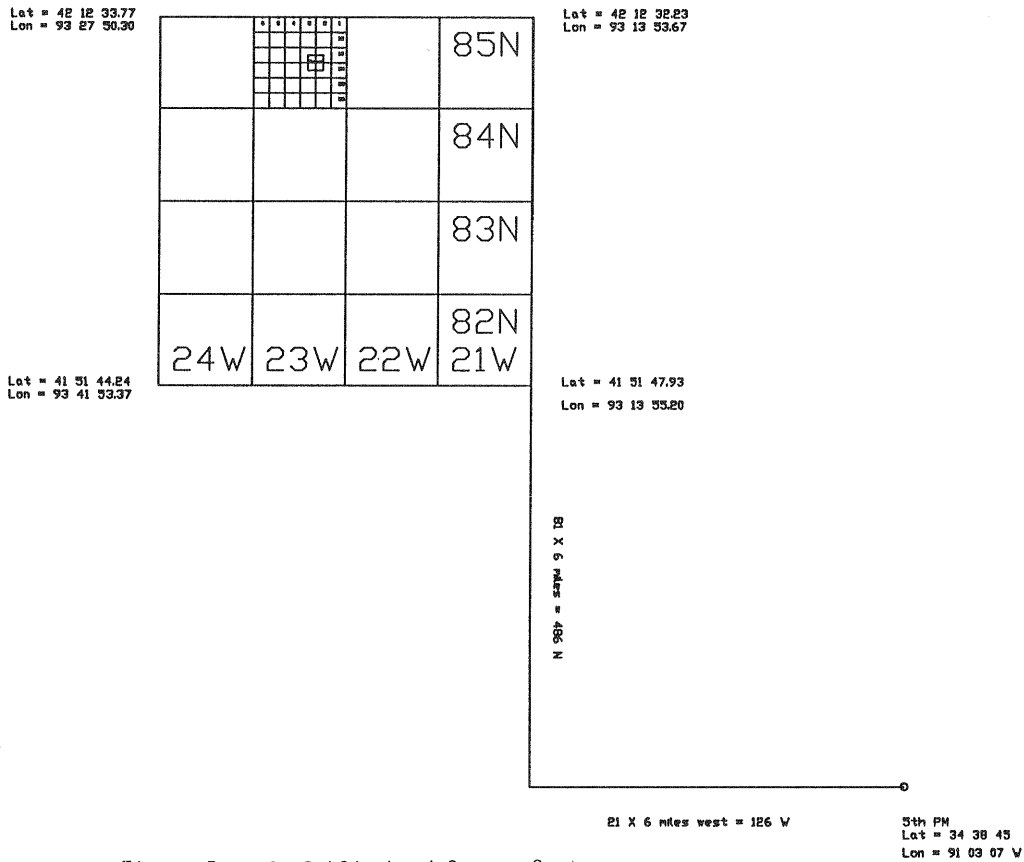 Lat = 42 12 33.77
Lon = 93 27 50.30
Lat = 42 12 32.23
Lon = 93 13 53.67
85N
84N
83N
82N
24W 23W 22W 21W
Lat = 41 51 44.24
Lon = 93 41 53.37
Lat = 41 51 47.93
Lon = 93 13 55.20
81 X 6 miles = 486 N
21 X 6 miles west = 126 W
5th PM
Lat = 34 38 45
Lon = 91 03 07 W